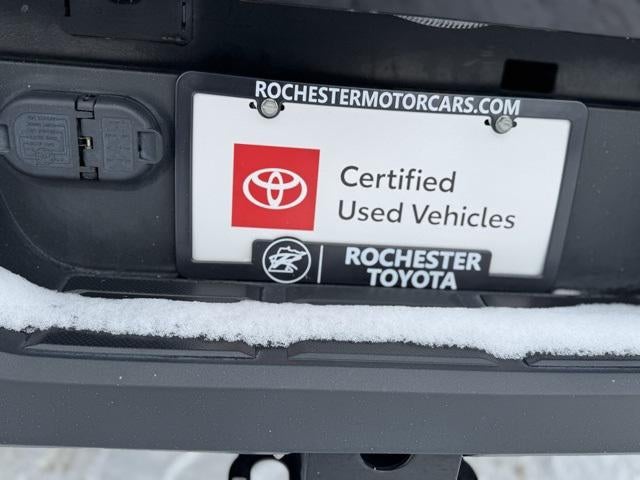 ROCHESTERMOTORCARS.COM
Certified
Used Vehicles
ROCHESTER
TOYOTA